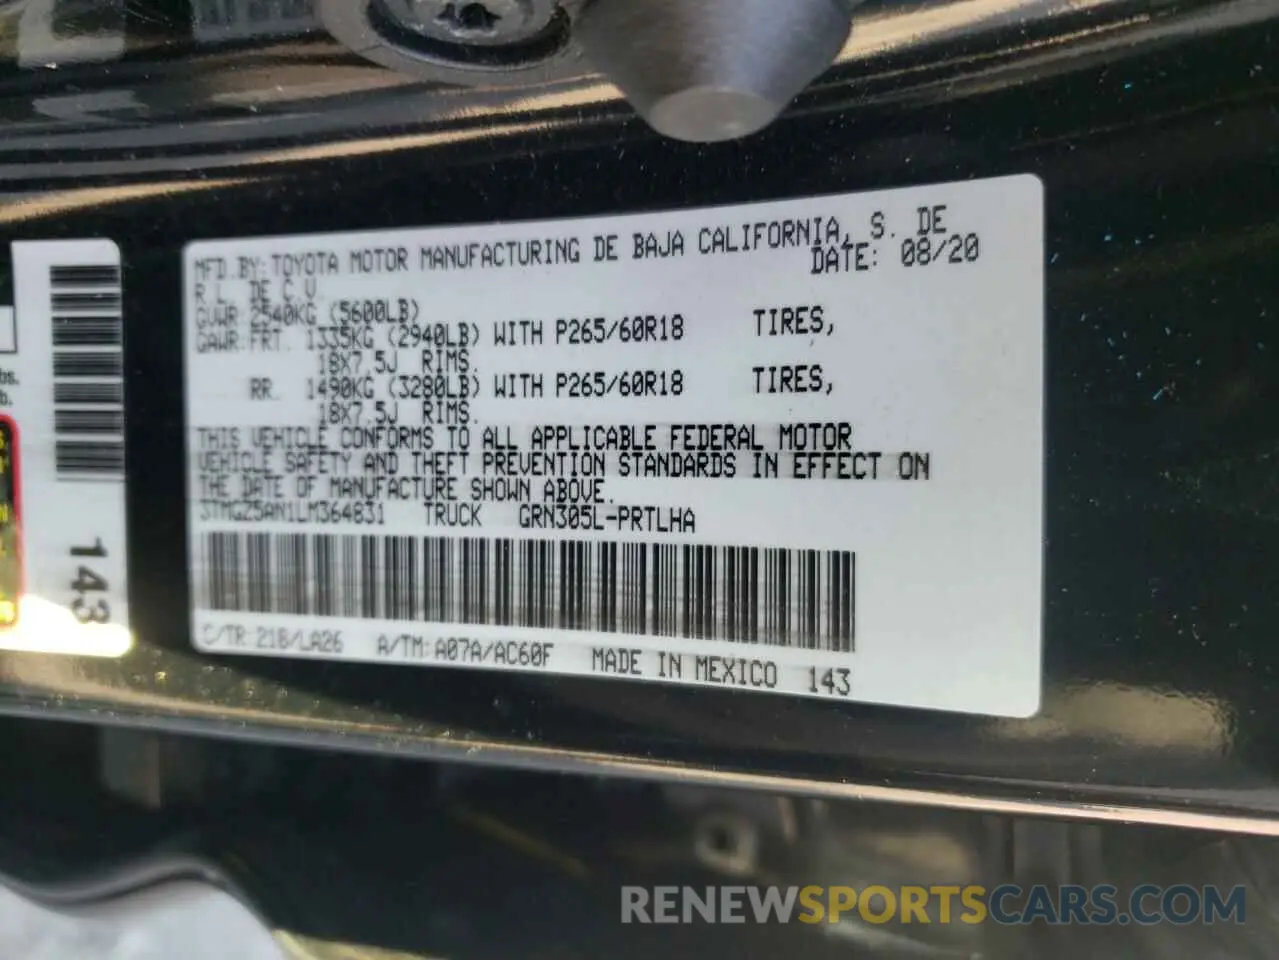 MFD.BY:TOYOTA MOTOR MANUFACTURING DE BAJA CALIFORNIA, S. DE
R.L. DE C.V. DATE: 08/20
GVWR:2540KG (5600LB)
GAWR:FRT. 1335KG (2940LB) WITH P265/60R18 TIRES,
18X7.5J RIMS.
RR. 1490KG (3280LB) WITH P265/60R18 TIRES,
18X7.5J RIMS.
THIS VEHICLE CONFORMS TO ALL APPLICABLE FEDERAL MOTOR
VEHICLE SAFETY AND THEFT PREVENTION STANDARDS IN EFFECT ON
THE DATE OF MANUFACTURE SHOWN ABOVE.
3TMGZ5AN1LM364831 TRUCK GRN305L-PRTLHA
C/TR:218/LA26 A/TM:A07A/AC60F MADE IN MEXICO 143
143
bs.
b.
RENEWSPORTSCARS.COM